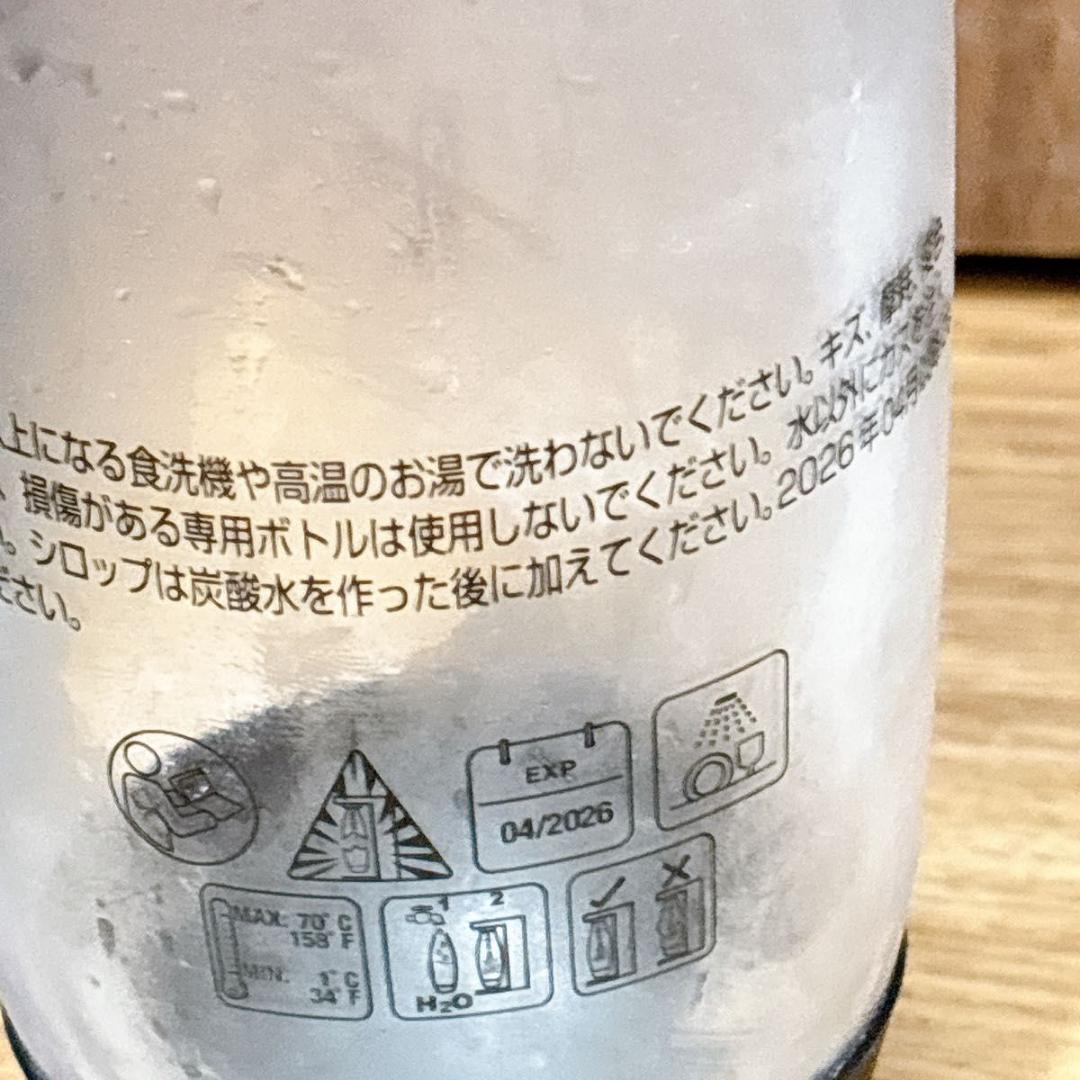 上になる食洗機や高温のお湯で洗わないでください。キズ、摩耗
損傷がある専用ボトルは使用しないでください。水以外にガスを
シロップは炭酸水を作った後に加えてください。2026年04月
ださい。
EXP
04/2026
MAX. 70°C
158°F
MIN. 1°C
34°F
1 2
H₂O